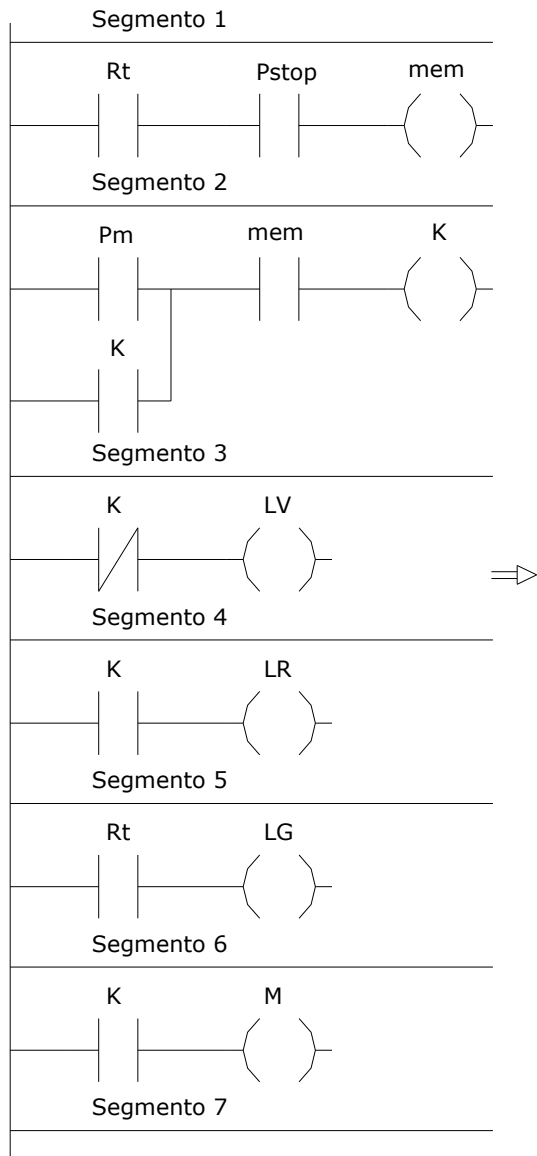 Segmento 1
Rt Pstop mem
Segmento 2
Pm mem K
K
Segmento 3
K LV
Segmento 4
K LR
Segmento 5
Rt LG
Segmento 6
K M
Segmento 7